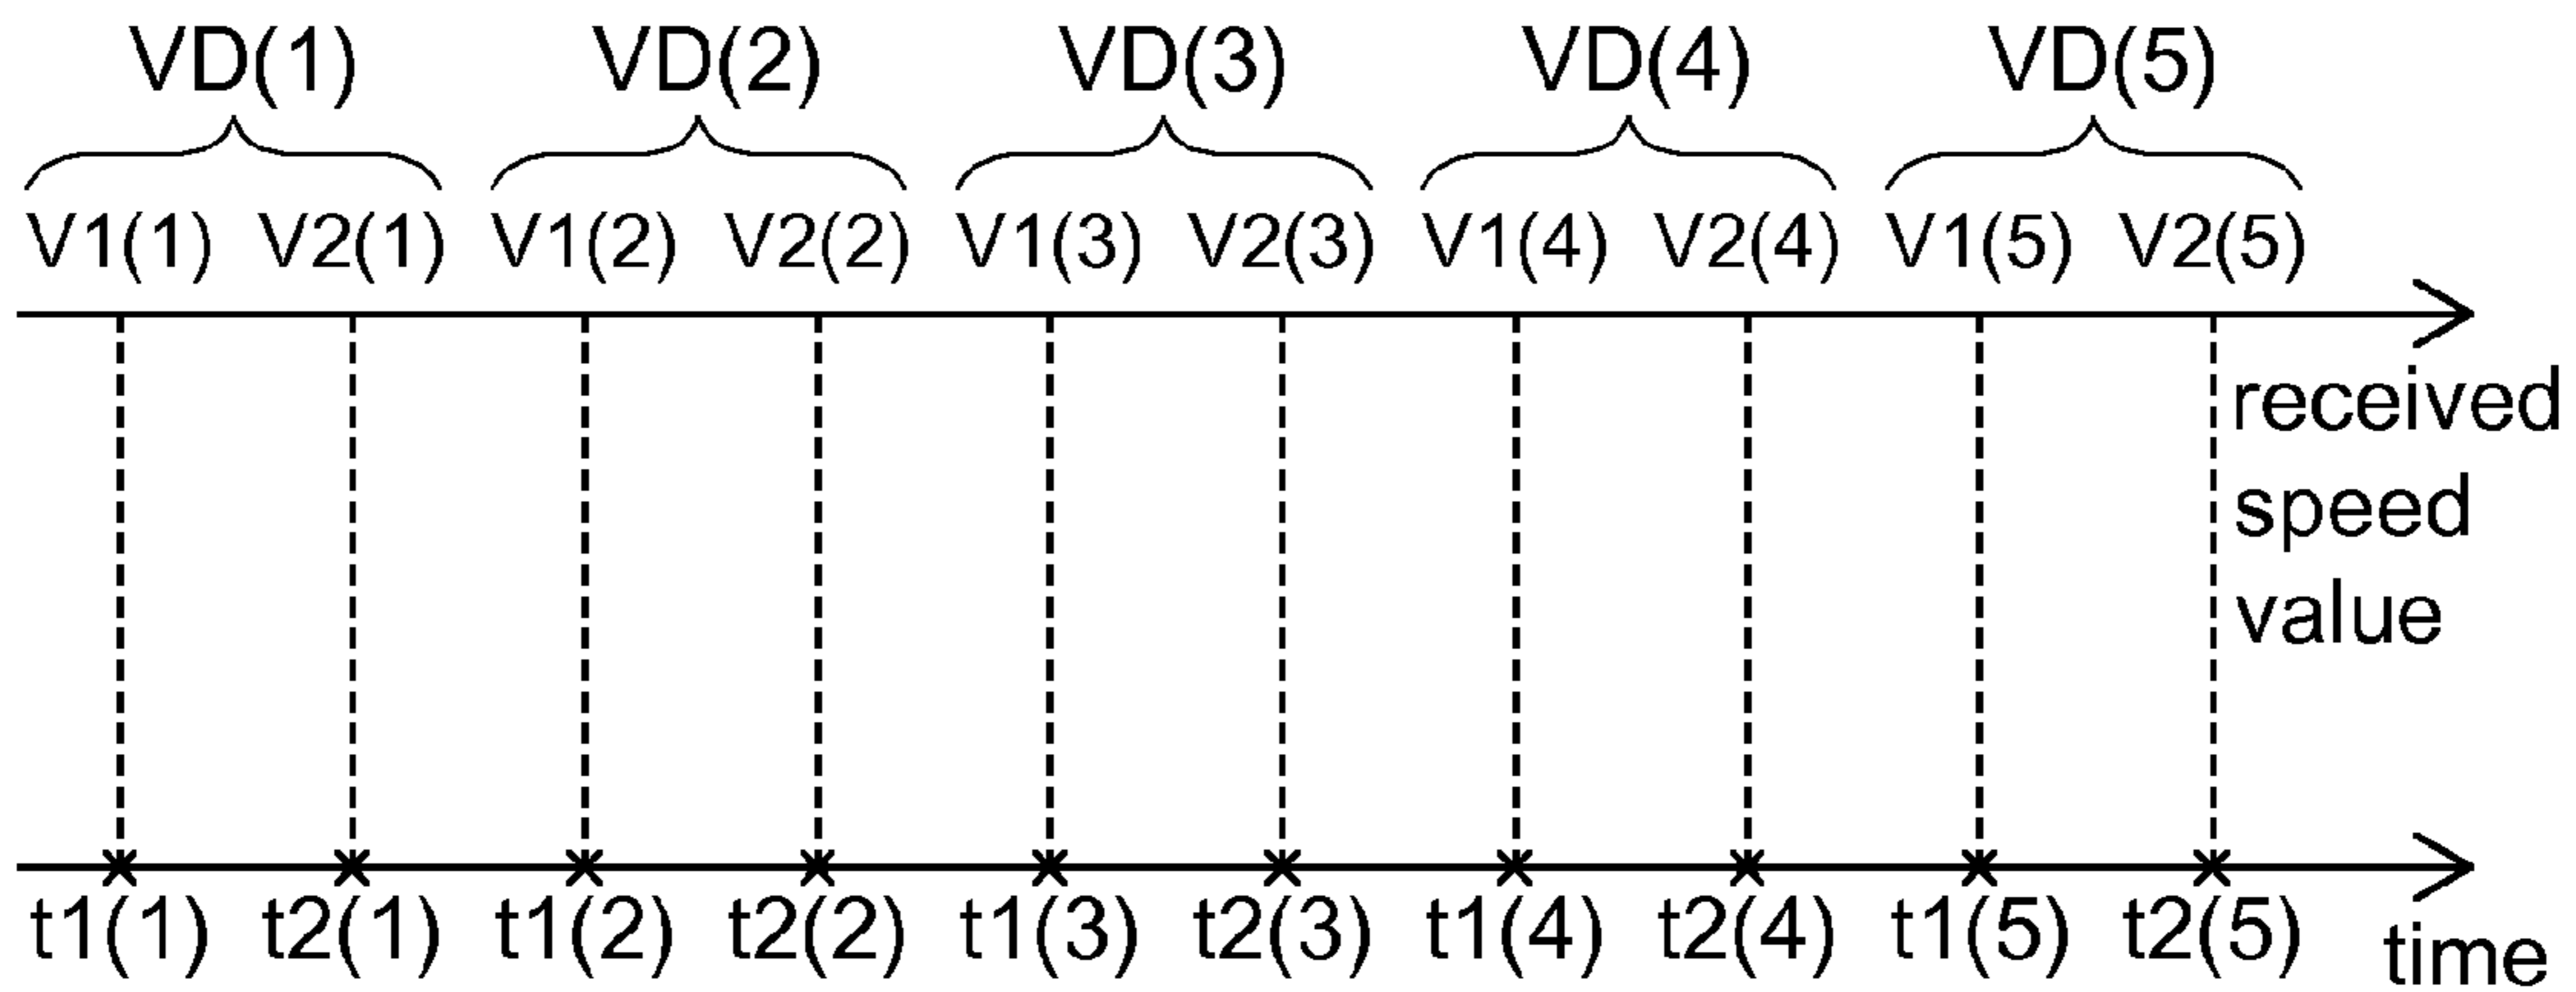 VD(1) VD(2) VD(3) VD(4) VD(5)
V1(1) V2(1) V1(2) V2(2) V1(3) V2(3) V1(4) V2(4) V1(5) V2(5)
received
speed
value
t1(1) t2(1) t1(2) t2(2) t1(3) t2(3) t1(4) t2(4) t1(5) t2(5) time